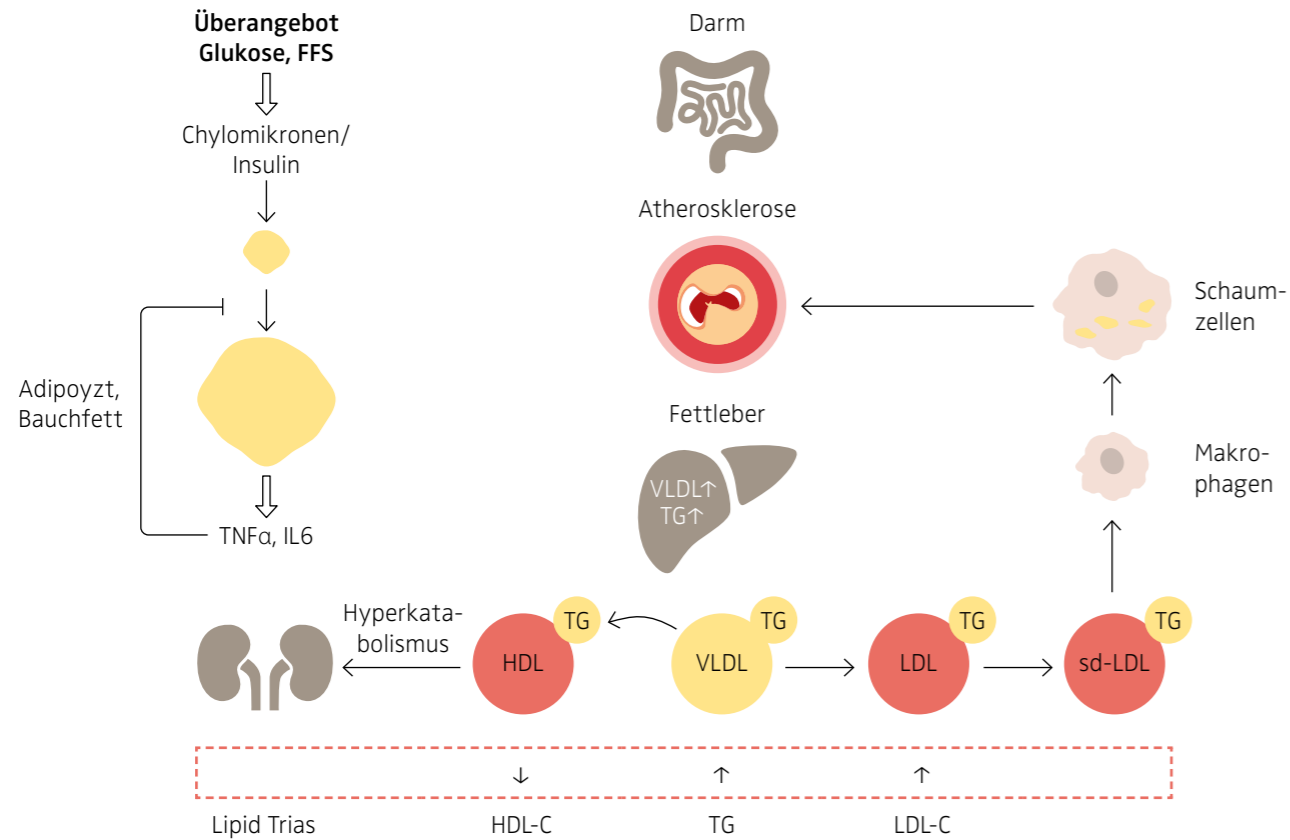 Überangebot
Glukose, FFS
Chylomikronen/
Insulin
Adipoyzt,
Bauchfett
TNFα, IL6
Darm
Atherosklerose
Fettleber
VLDL↑
TG↑
Schaum-
zellen
Makro-
phagen
Hyperkata-
bolismus
TG
HDL
TG
VLDL
TG
LDL
TG
sd-LDL
↓ ↑ ↑
Lipid Trias HDL-C TG LDL-C